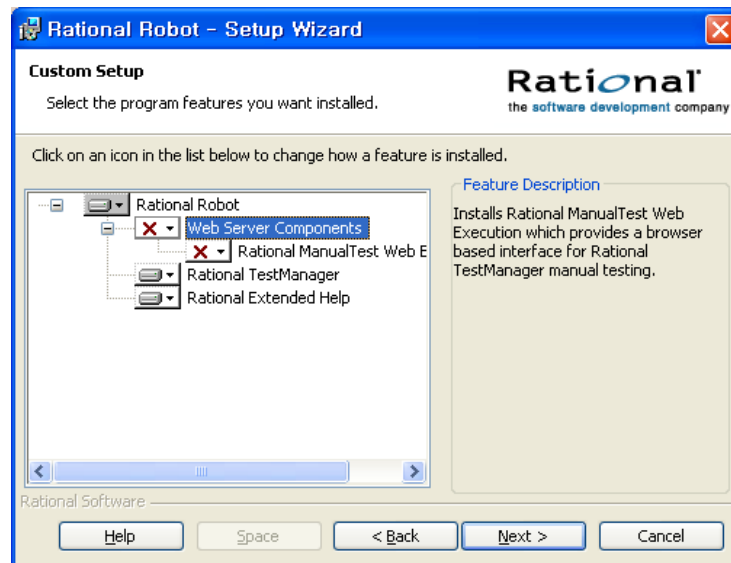 Rational Robot - Setup Wizard
Custom Setup
Select the program features you want installed.
Rational
the software development company
Click on an icon in the list below to change how a feature is installed.
Rational Robot
Web Server Components
Rational ManualTest Web E
Rational TestManager
Rational Extended Help
Feature Description
Installs Rational ManualTest Web
Execution which provides a browser
based interface for Rational
TestManager manual testing.
Rational Software
Help
Space
< Back
Next >
Cancel